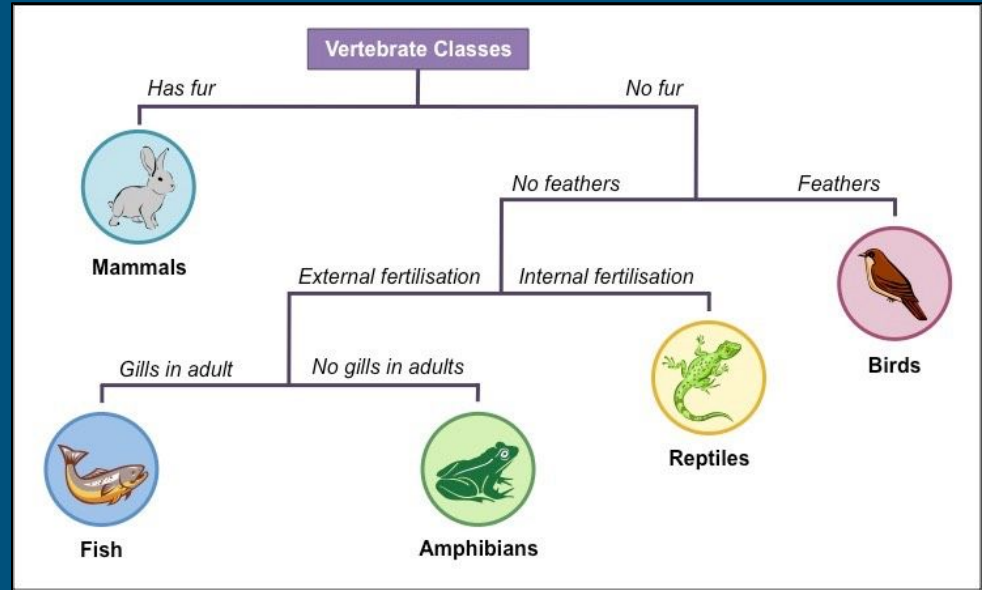 Vertebrate Classes
Has fur
No fur
No feathers
Feathers
Mammals
External fertilisation
Internal fertilisation
Birds
Gills in adult
No gills in adults
Reptiles
Fish
Amphibians